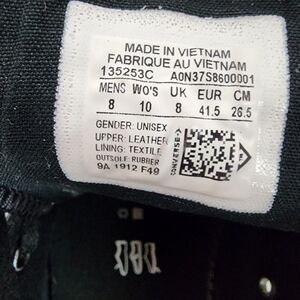 MADE IN VIETNAM
FABRIQUE AU VIETNAM
135253C A0N37S8600001
MENS WO'S UK EUR CM
8 10 8 41.5 26.5
GENDER: UNISEX
UPPER: LEATHER
LINING: TEXTILE
OUTSOLE: RUBBER
9A 1912 F49
CONVERSE